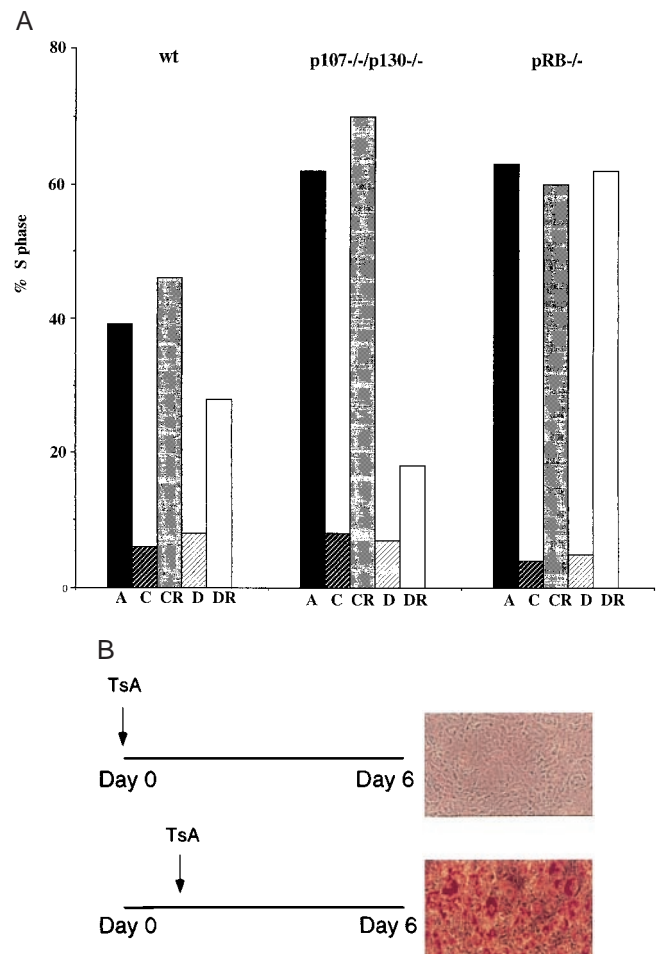 A
80
wt
p107-/-/p130-/-
pRB-/-
60
% S phase
40
20
0
A C CR D DR
A C CR D DR
A C CR D DR
B
TsA
Day 0
Day 6
TsA
Day 0
Day 6